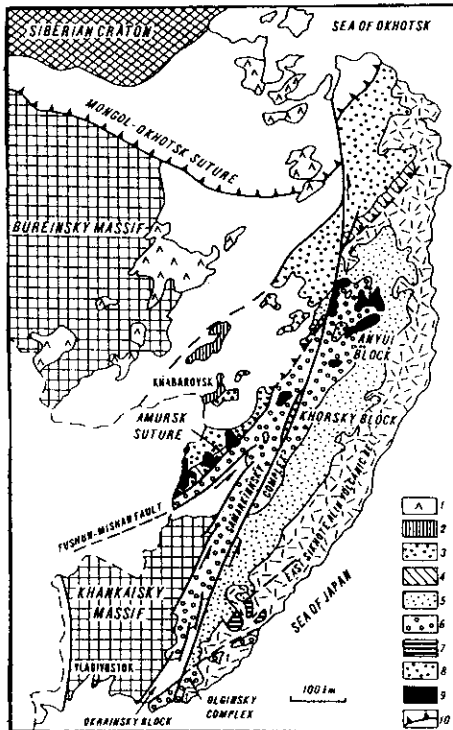 SIBERIAN CRATON
SEA OF OKHOTSK
MONGOL-OKHOTSK
SUTURE
BUREINSKY MASSIF
ANYUI
BLOCK
KHABAROVSK
KHORSKY BLOCK
AMURSK
SUTURE
SAMARKINSKY
COMPLEX
FUSHUN-MISHAN FAULT
EAST SIKHOTE ALIN VOLCANIC BELT
KHANKAISKY
MASSIF
SEA OF JAPAN
VLADIVOSTOK
100 km
OLGINSKY
COMPLEX
OKRAINSKY BLOCK
1
2
3
4
5
6
7
8
9
10